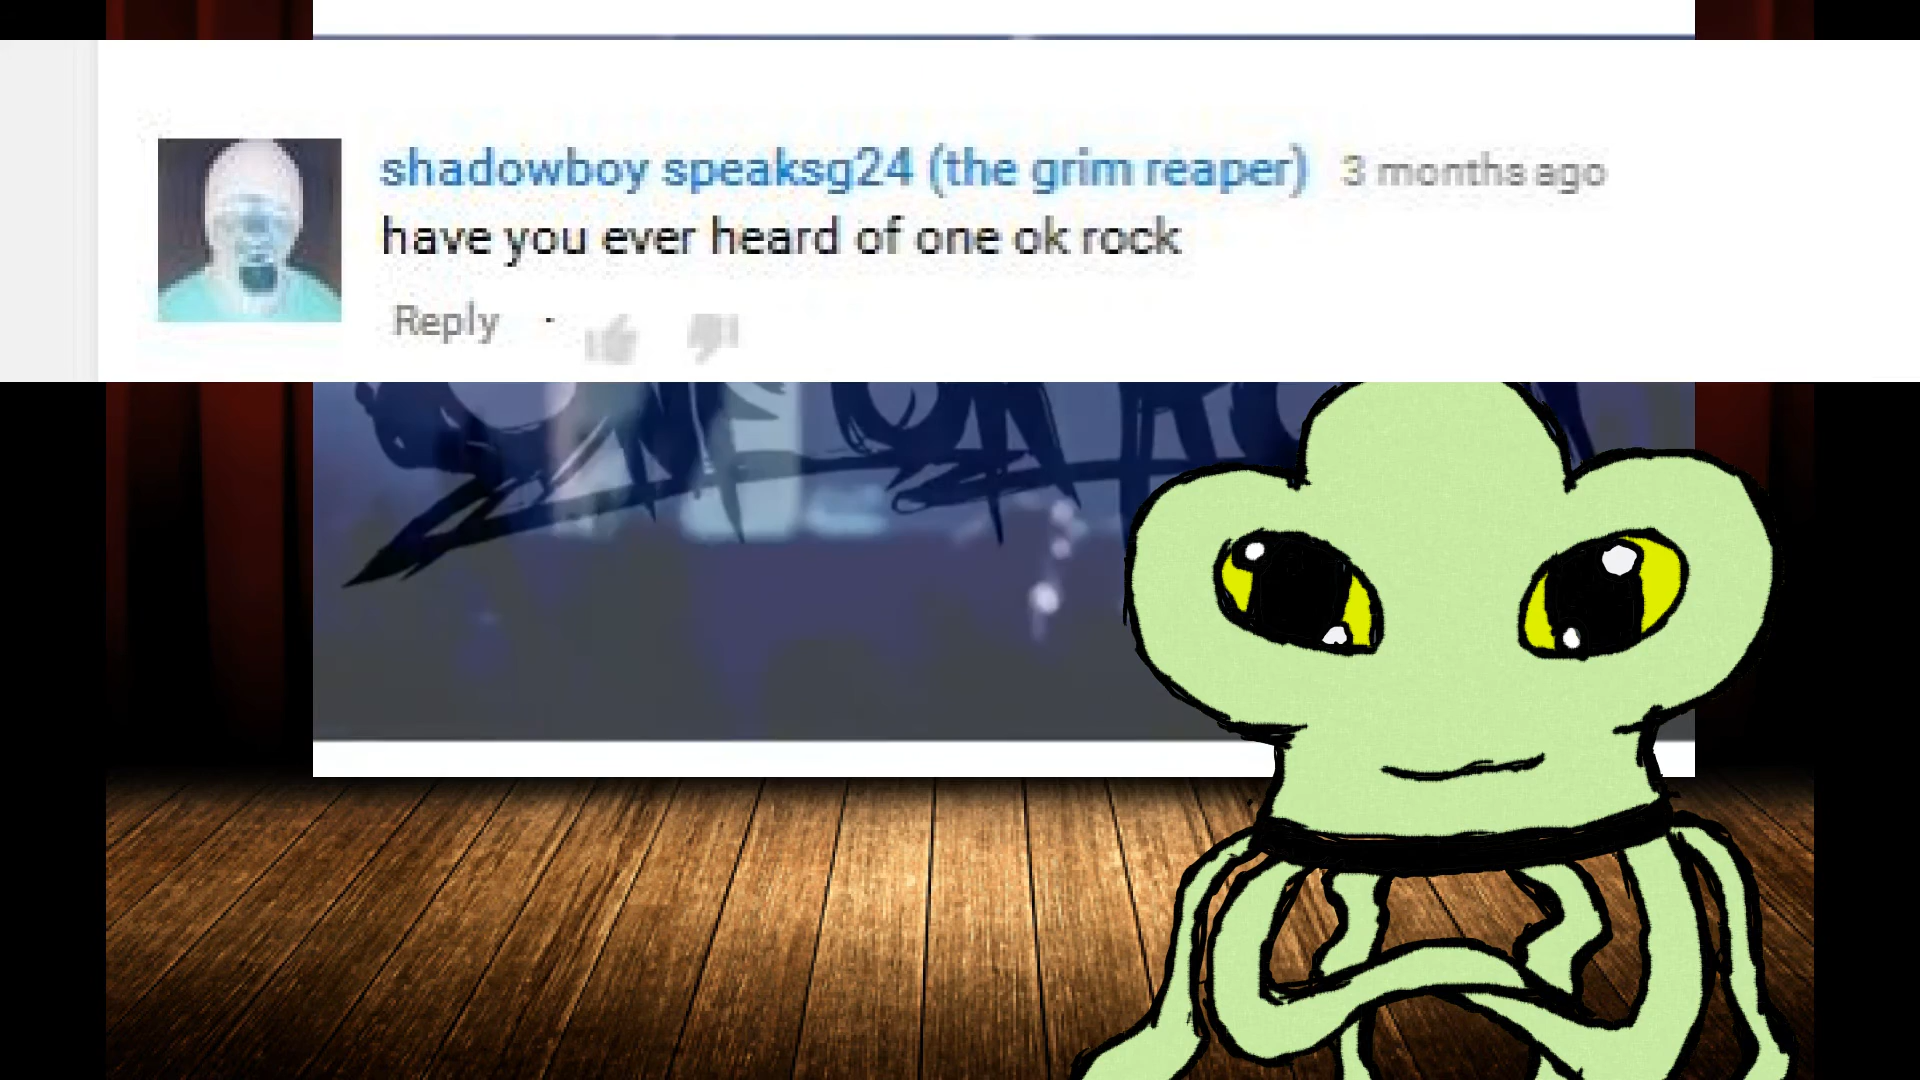 shadowboy speaksg24 (the grim reaper) 3 months ago
have you ever heard of one ok rock
Reply